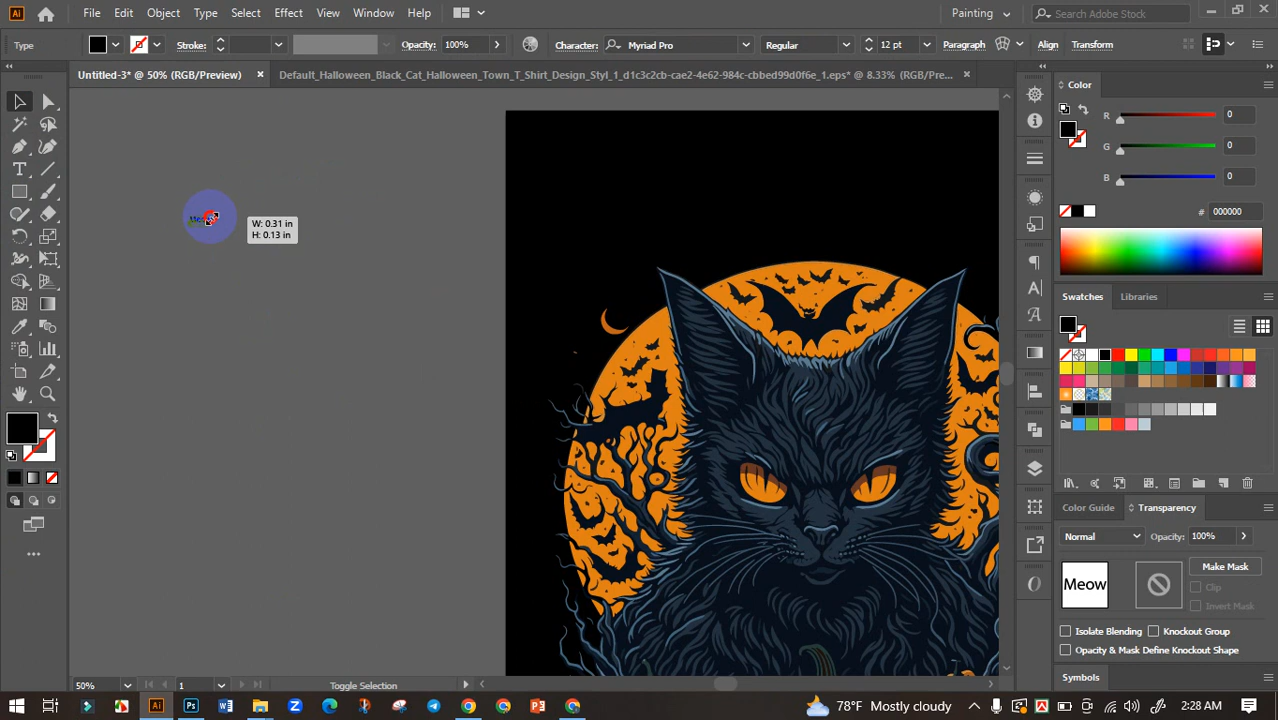 Ai File Edit Object Type Select Effect View Window Help Painting Search Adobe Stock
Type Stroke: Opacity: 100% Character: Myriad Pro Regular 12 pt Paragraph Align Transform
Untitled-3* @ 50% (RGB/Preview) × Default_Halloween_Black_Cat_Halloween_Town_T_Shirt_Design_Styl_1_d1c3c2cb-cae2-4e62-984c-cbbed99d0f6e_1.eps* @ 8.33% (RGB/Pre... ×
Color
R 0
G 0
B 0
# 000000
W: 0.31 in
H: 0.13 in
Swatches Libraries
Color Guide Transparency
Normal Opacity: 100%
Meow
Make Mask
Clip
Invert Mask
Isolate Blending Knockout Group
Opacity & Mask Define Knockout Shape
Symbols
50% 1 Toggle Selection
Ai Ps W Z P 78°F Mostly cloudy 2:28 AM